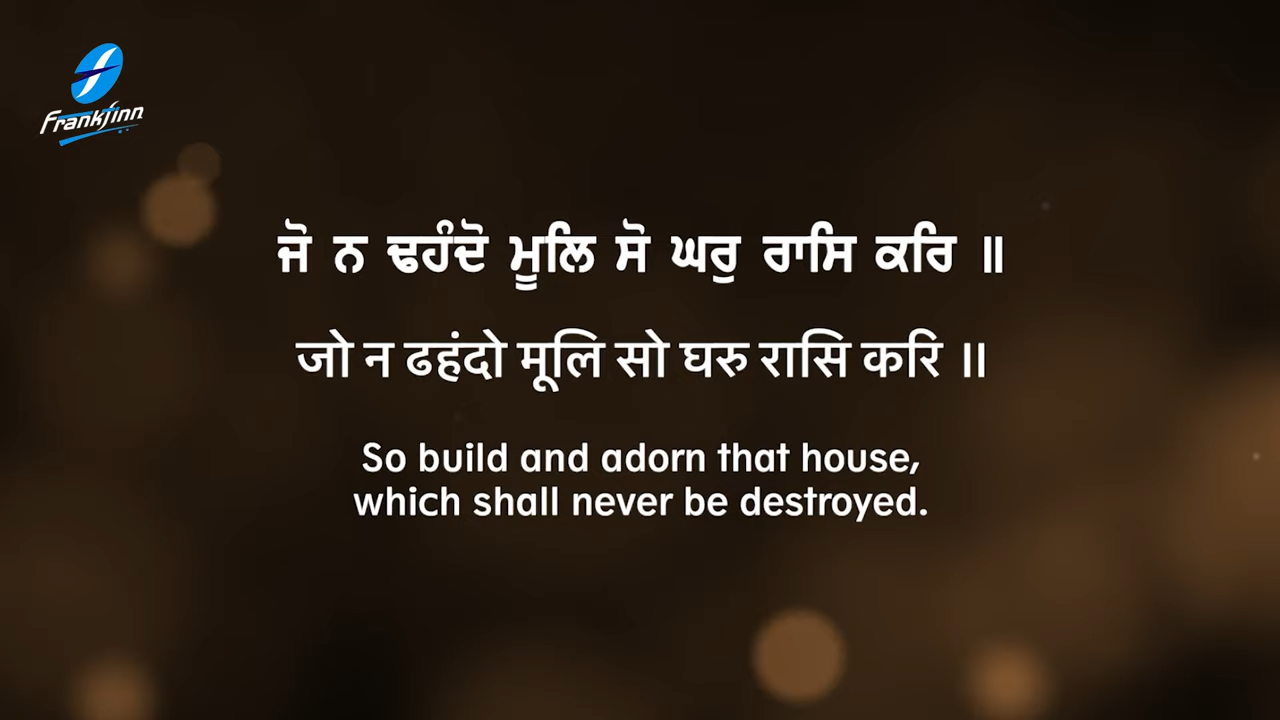 Frankfinn
ਜੋ ਨ ਢਹੰਦੋ ਮੂਲਿ ਸੋ ਘਰੁ ਰਾਸਿ ਕਰਿ ॥
जो न ढहंदो मूलि सो घरु रासि करि ॥
So build and adorn that house,
which shall never be destroyed.